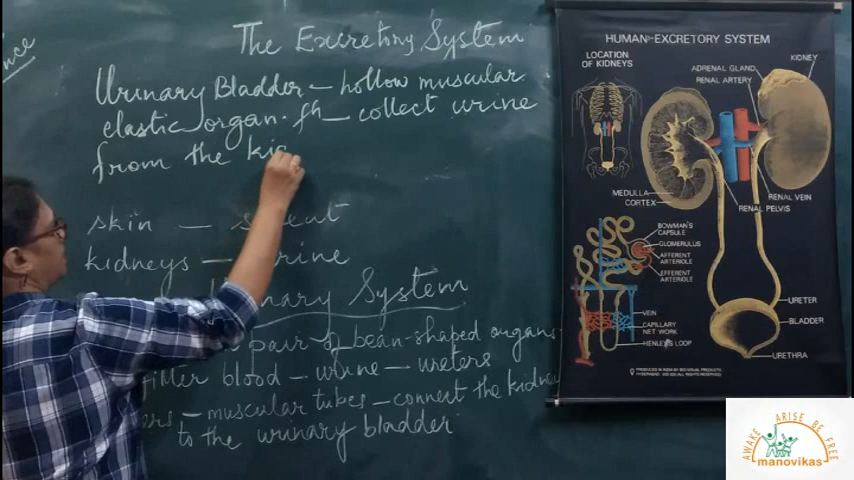 The Excretory System
Urinary Bladder – hollow muscular
elastic organ. fn – collect urine
from the ki
skin –
kidneys – urine
System
pair of bean-shaped organs
filter blood – urine – ureters
– muscular tubes – connect the kidney
to the urinary bladder
HUMAN-EXCRETORY SYSTEM
LOCATION
OF KIDNEYS
KIDNEY
ADRENAL GLAND
RENAL ARTERY
MEDULLA
CORTEX
RENAL VEIN
RENAL PELVIS
BOWMAN'S
CAPSULE
GLOMERULUS
AFFERENT
ARTERIOLE
EFFERENT
ARTERIOLE
VEIN
CAPILLARY
NET WORK
HENLEY'S LOOP
URETER
BLADDER
URETHRA
AWAKE ARISE BE FREE
manovikas